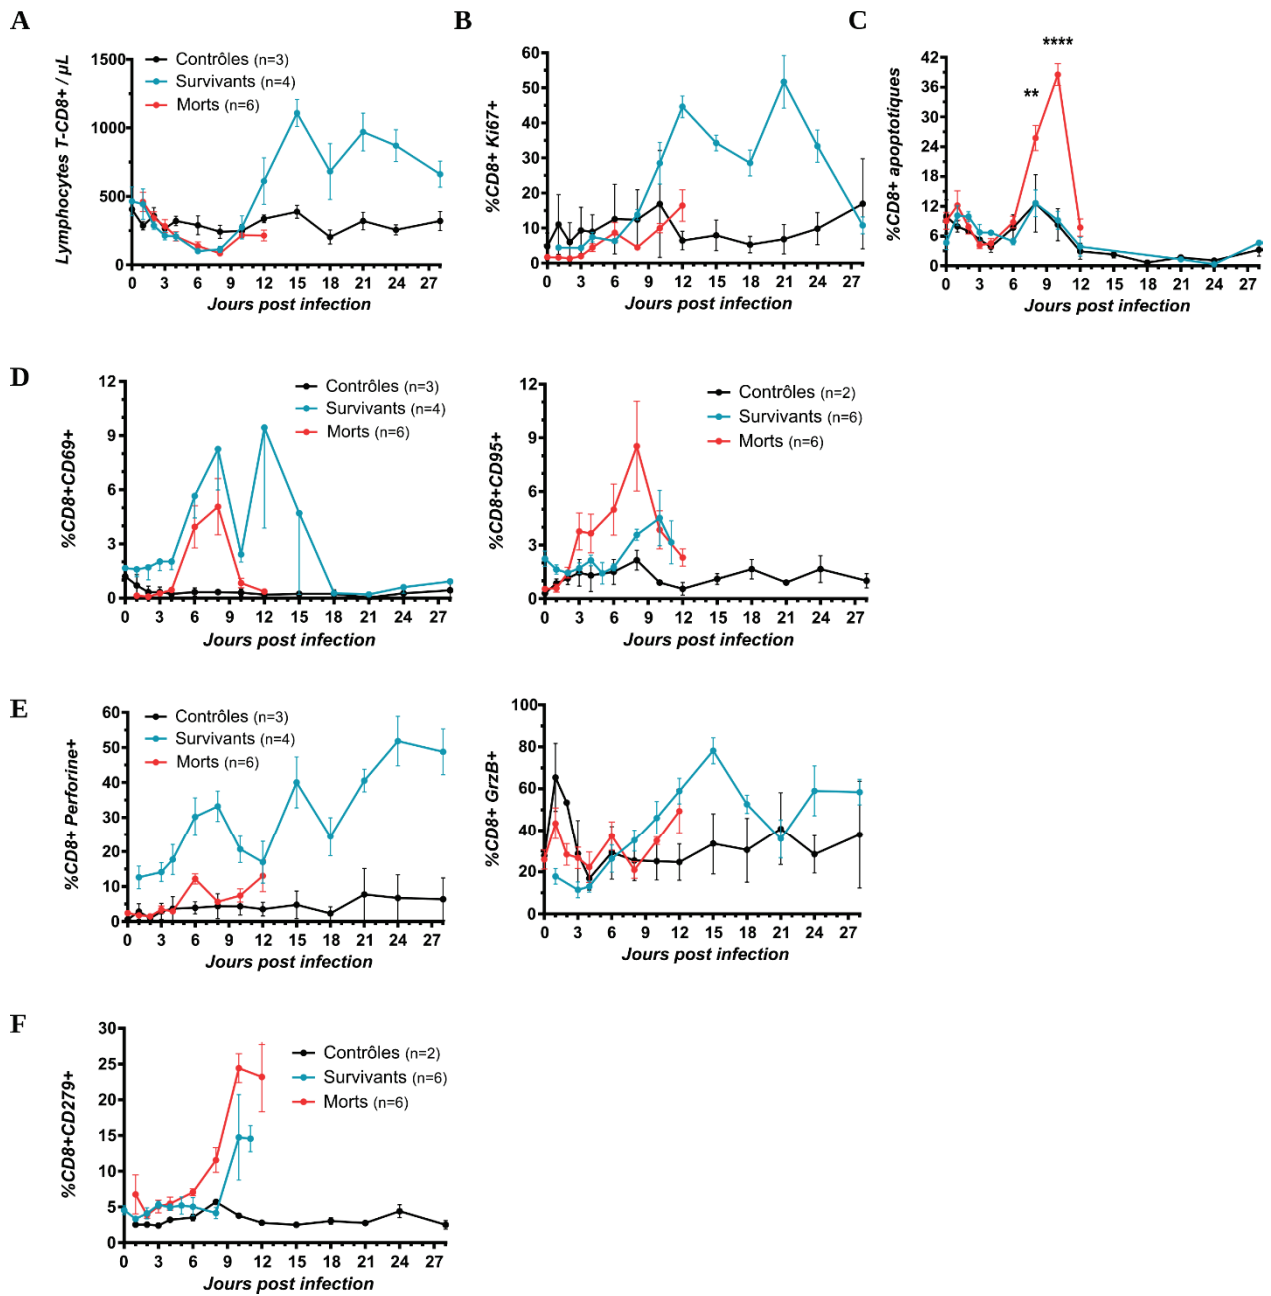 A
Lymphocytes T-CD8+ / µL
1500
1000
500
0
Contrôles (n=3)
Survivants (n=4)
Morts (n=6)
0 3 6 9 12 15 18 21 24 27
Jours post infection
B
%CD8+ Ki67+
60
50
40
30
20
10
0
0 3 6 9 12 15 18 21 24 27
Jours post infection
C
%CD8+ apoptotiques
42
36
30
24
18
12
6
0
**
****
0 3 6 9 12 15 18 21 24 27
Jours post infection
D
%CD8+CD69+
12
9
6
3
0
Contrôles (n=3)
Survivants (n=4)
Morts (n=6)
0 3 6 9 12 15 18 21 24 27
Jours post infection
%CD8+CD95+
12
9
6
3
0
Contrôles (n=2)
Survivants (n=6)
Morts (n=6)
0 3 6 9 12 15 18 21 24 27
Jours post infection
E
%CD8+ Perforine+
60
50
40
30
20
10
0
Contrôles (n=3)
Survivants (n=4)
Morts (n=6)
0 3 6 9 12 15 18 21 24 27
Jours post infection
%CD8+ GrzB+
100
80
60
40
20
0
0 3 6 9 12 15 18 21 24 27
Jours post infection
F
%CD8+CD279+
30
25
20
15
10
5
0
Contrôles (n=2)
Survivants (n=6)
Morts (n=6)
0 3 6 9 12 15 18 21 24 27
Jours post infection